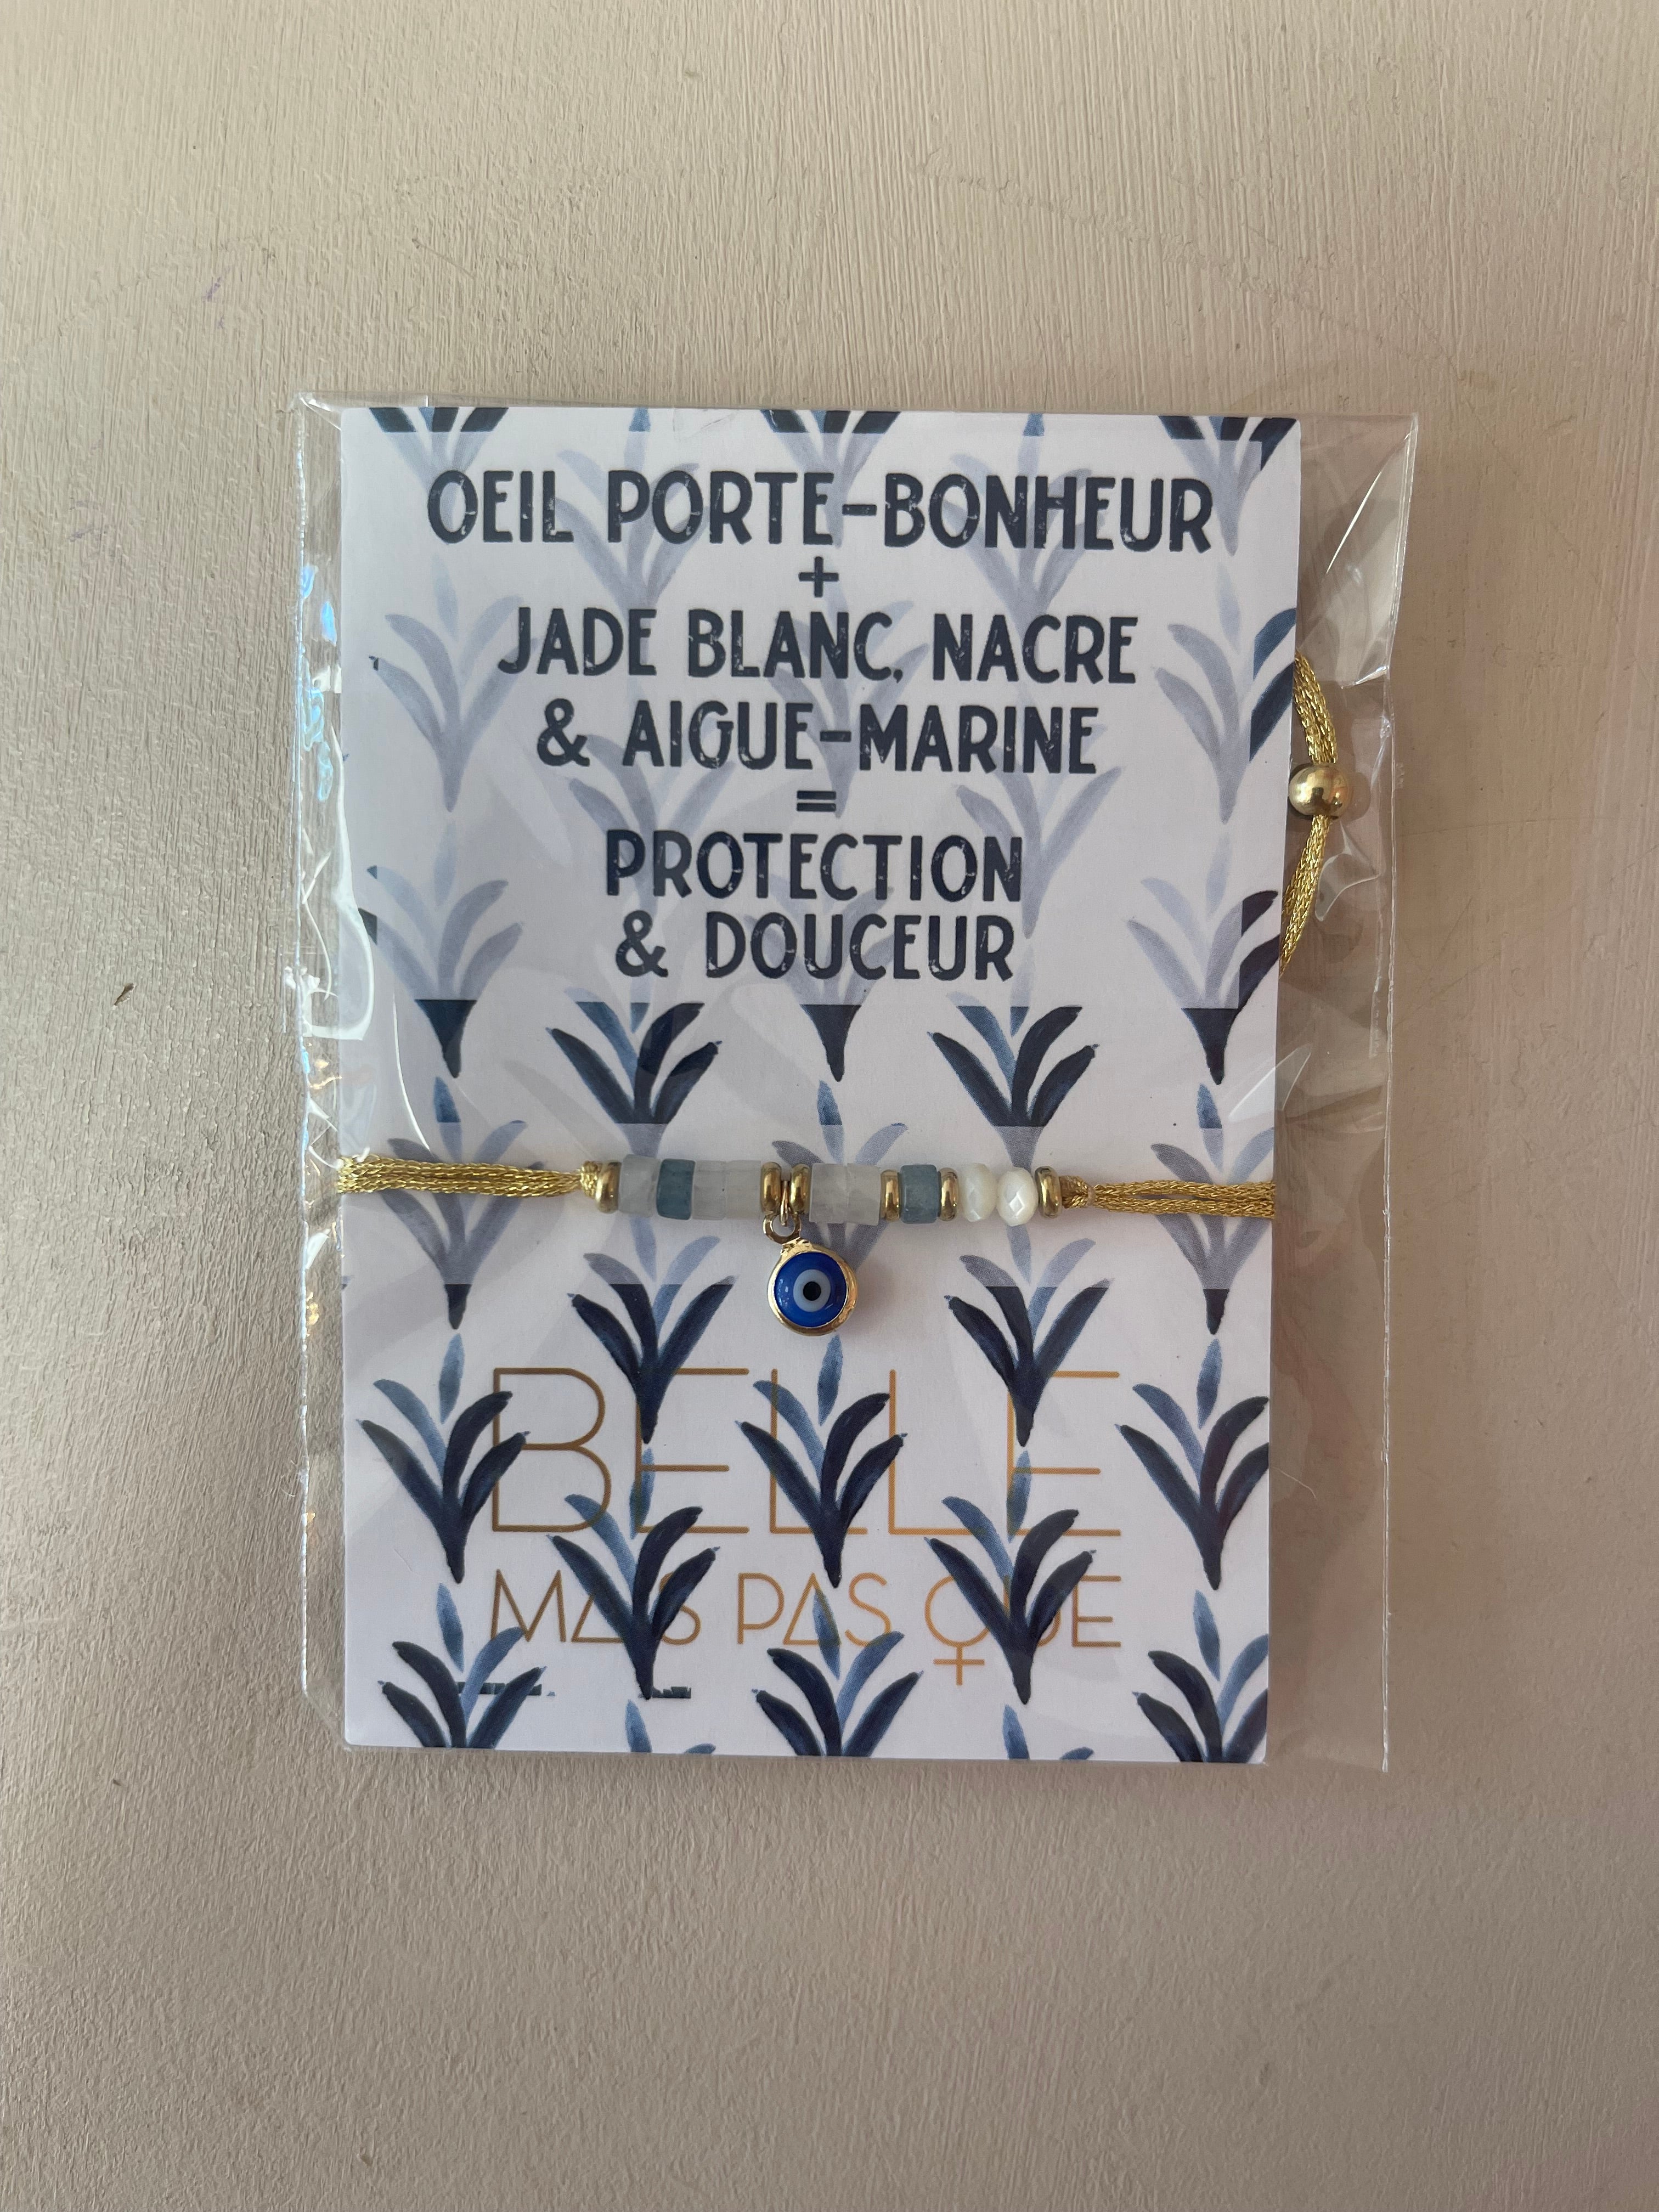 OEIL PORTE-BONHEUR
+
JADE BLANC, NACRE
& AIGUE-MARINE
=
PROTECTION
& DOUCEUR
BELLE
MAIS PAS QUE